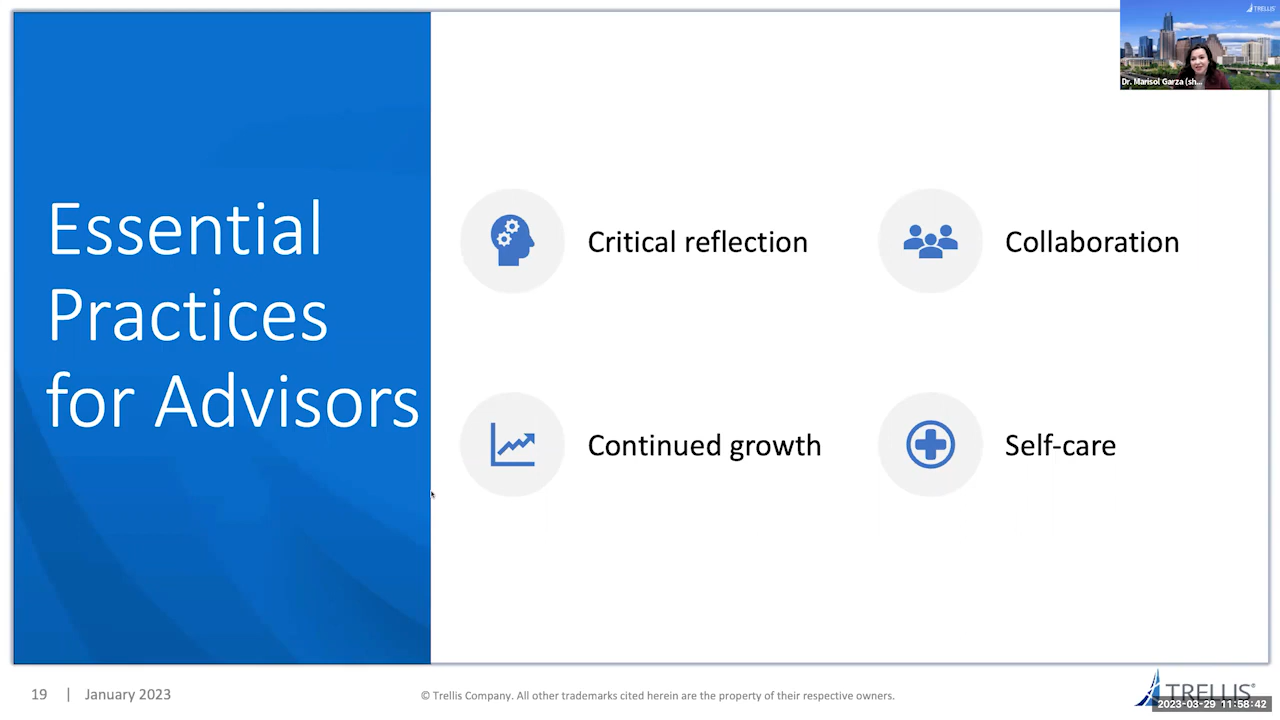 TRELLIS
Dr. Marisol Garza (sh...
Essential
Practices
for Advisors
Critical reflection
Collaboration
Continued growth
Self-care
19 | January 2023
© Trellis Company. All other trademarks cited herein are the property of their respective owners.
TRELLIS®
2023-03-29 11:58:42